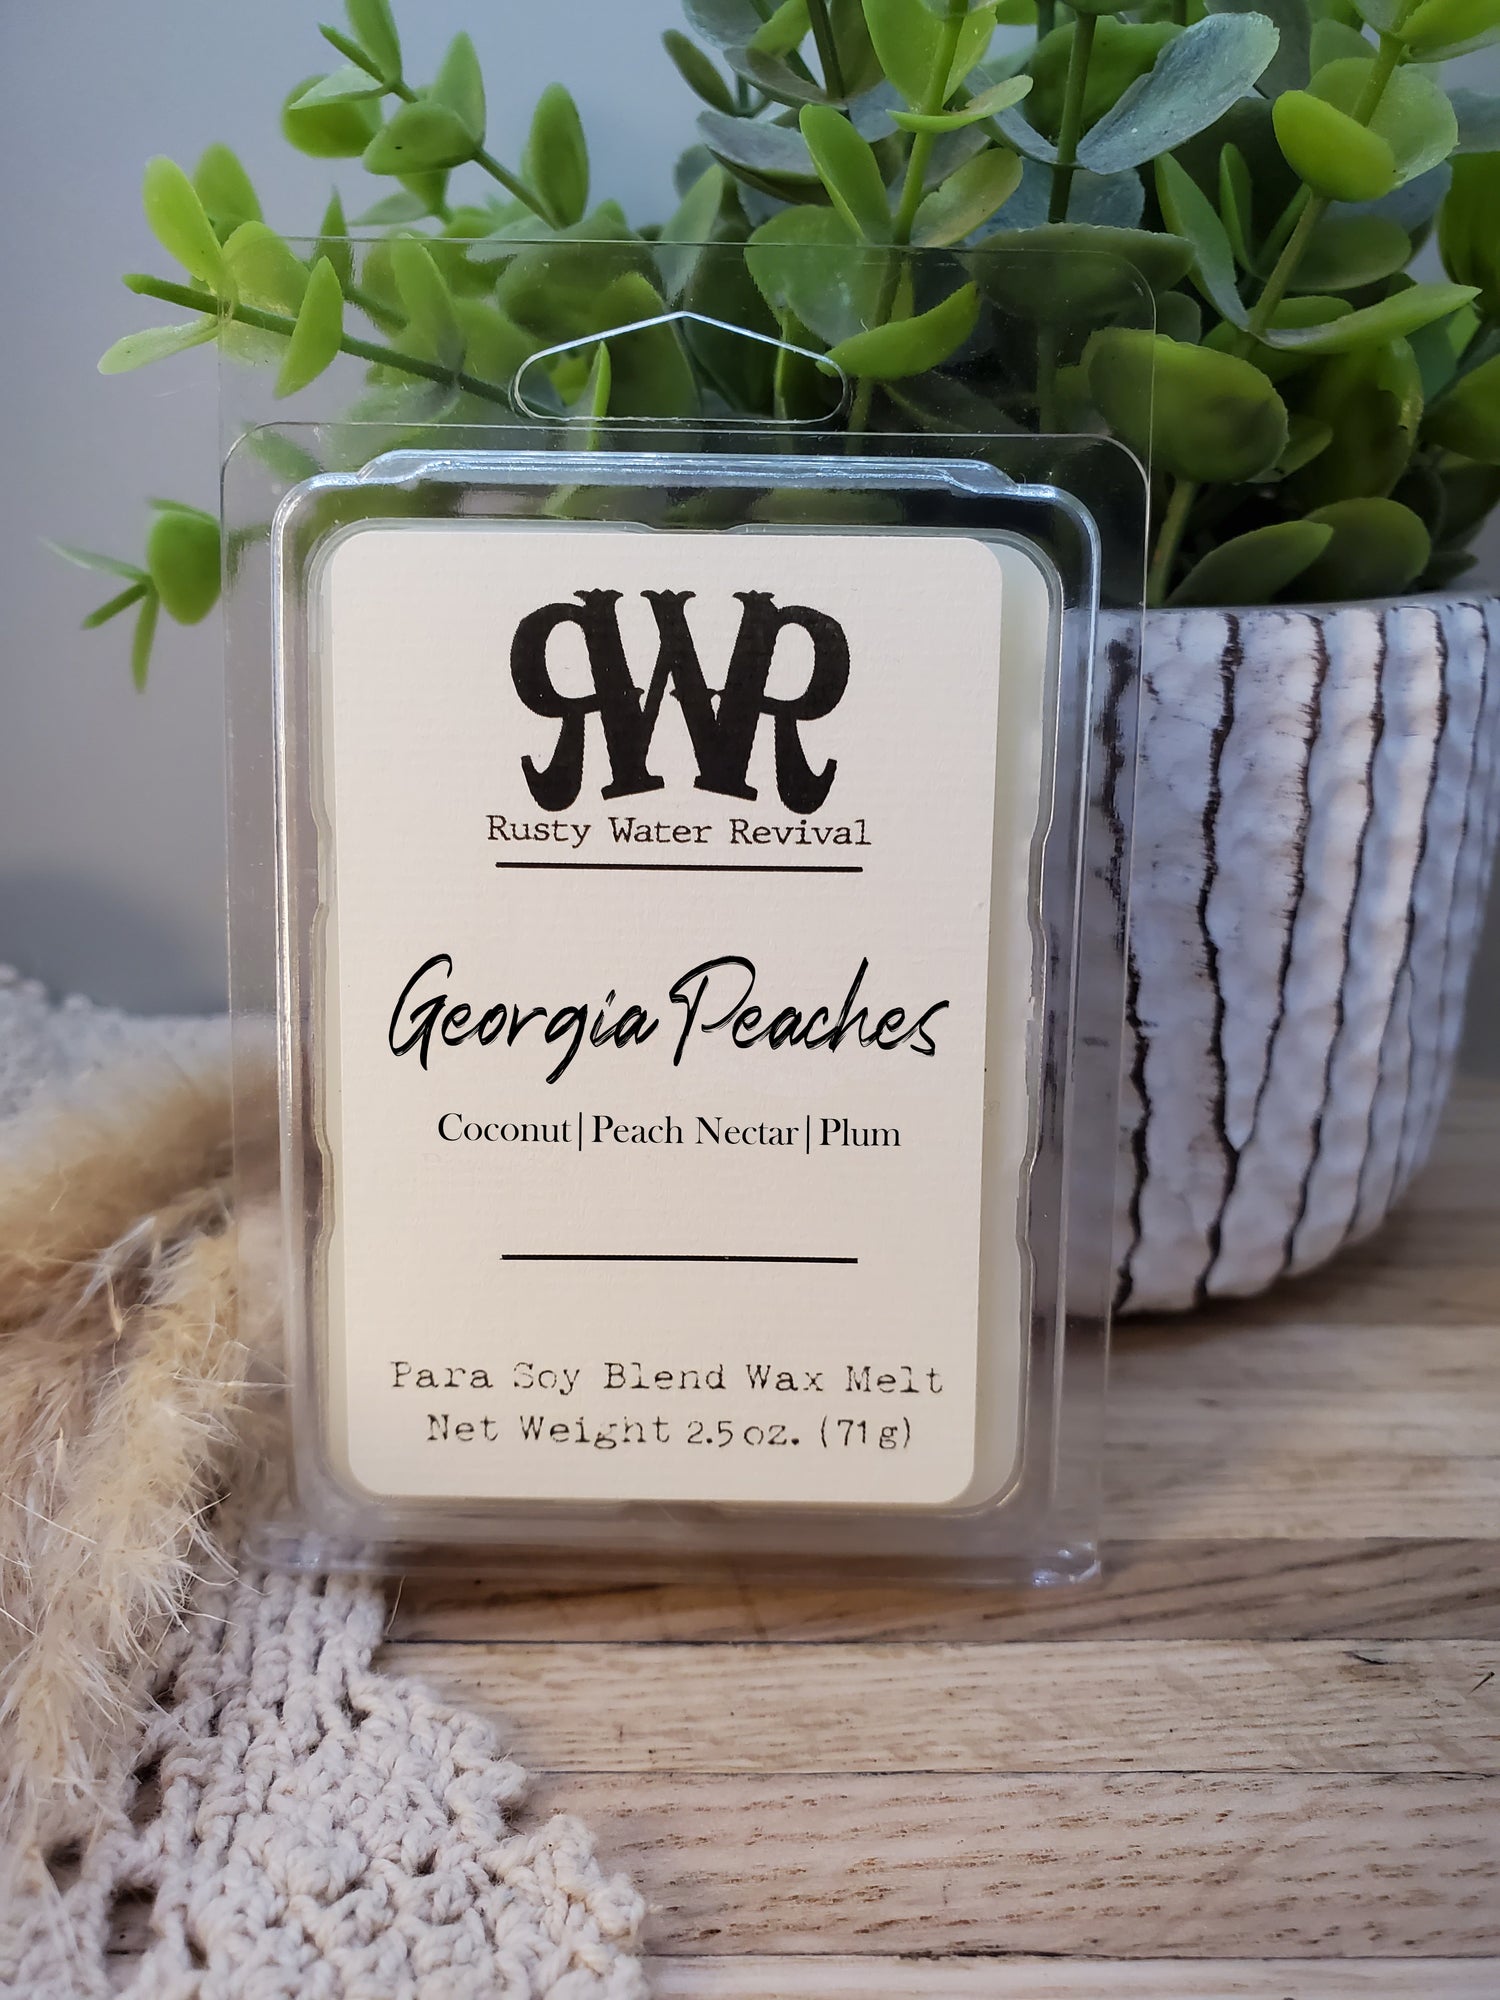 RWR
Rusty Water Revival
Georgia Peaches
Coconut|Peach Nectar|Plum
Para Soy Blend Wax Melt
Net Weight 2.5 oz. (71 g)